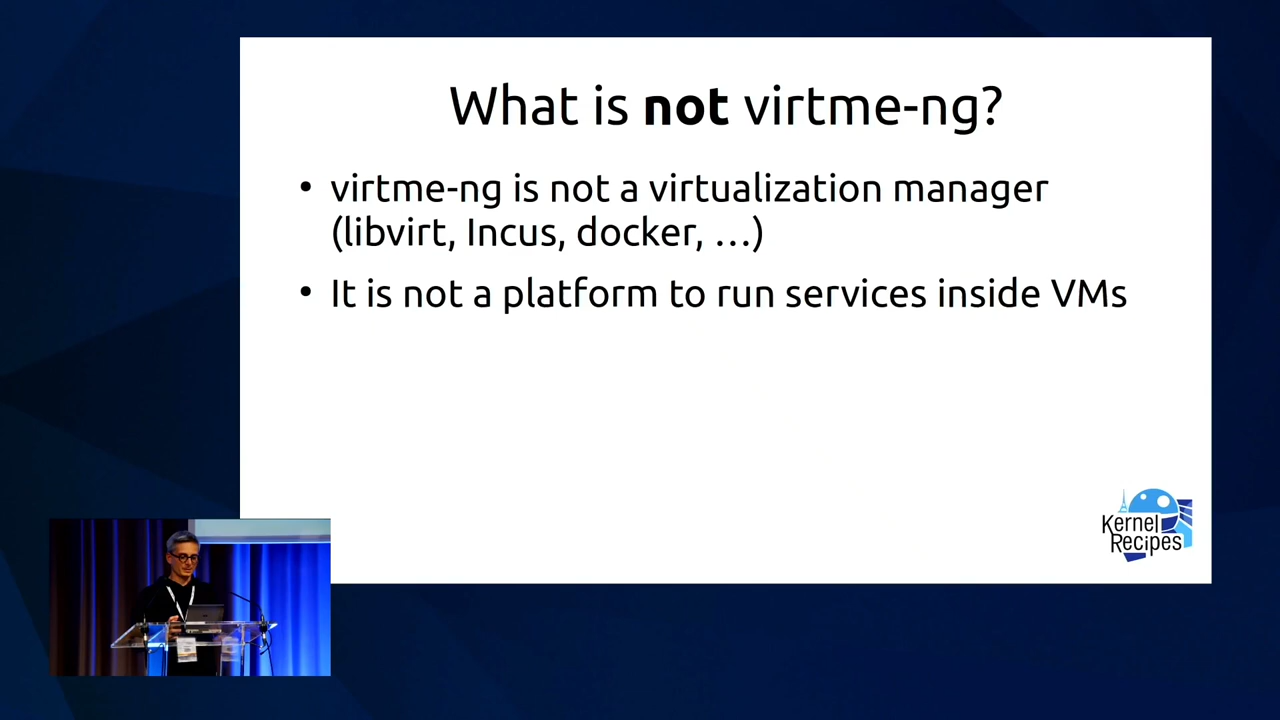 What is not virtme-ng?
• virtme-ng is not a virtualization manager
(libvirt, Incus, docker, …)
• It is not a platform to run services inside VMs
Kernel
Recipes